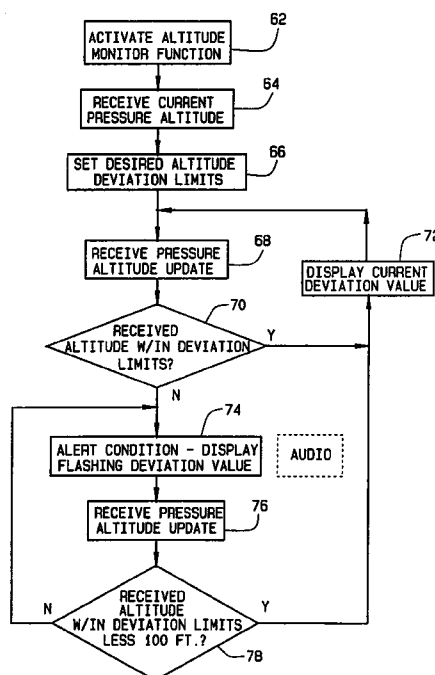 62
ACTIVATE ALTITUDE
MONITOR FUNCTION
64
RECEIVE CURRENT
PRESSURE ALTITUDE
66
SET DESIRED ALTITUDE
DEVIATION LIMITS
68
RECEIVE PRESSURE
ALTITUDE UPDATE
72
DISPLAY CURRENT
DEVIATION VALUE
70
RECEIVED
ALTITUDE W/IN DEVIATION
LIMITS?
Y
N
74
ALERT CONDITION - DISPLAY
FLASHING DEVIATION VALUE
AUDIO
76
RECEIVE PRESSURE
ALTITUDE UPDATE
N
RECEIVED
ALTITUDE
W/IN DEVIATION LIMITS
LESS 100 FT.?
Y
78